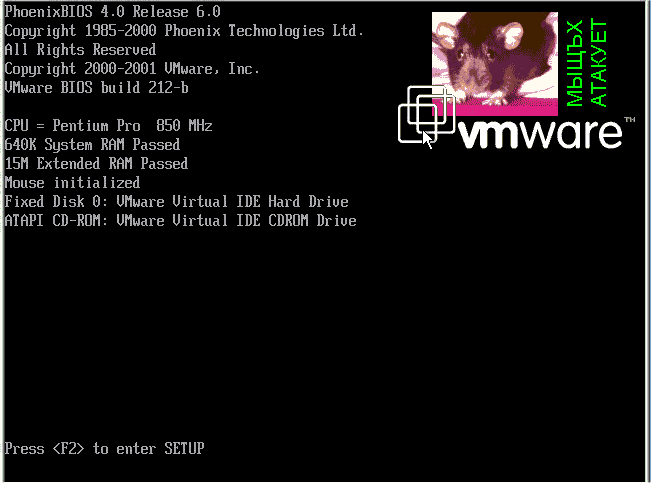 PhoenixBIOS 4.0 Release 6.0
Copyright 1985-2000 Phoenix Technologies Ltd.
All Rights Reserved
Copyright 2000-2001 VMware, Inc.
VMware BIOS build 212-b
CPU = Pentium Pro  850 MHz
640K System RAM Passed
15M Extended RAM Passed
Mouse initialized
Fixed Disk 0: VMware Virtual IDE Hard Drive
ATAPI CD-ROM: VMware Virtual IDE CDROM Drive
МЫЩЪХ
АТАКУЕТ
vmware™
Press <F2> to enter SETUP